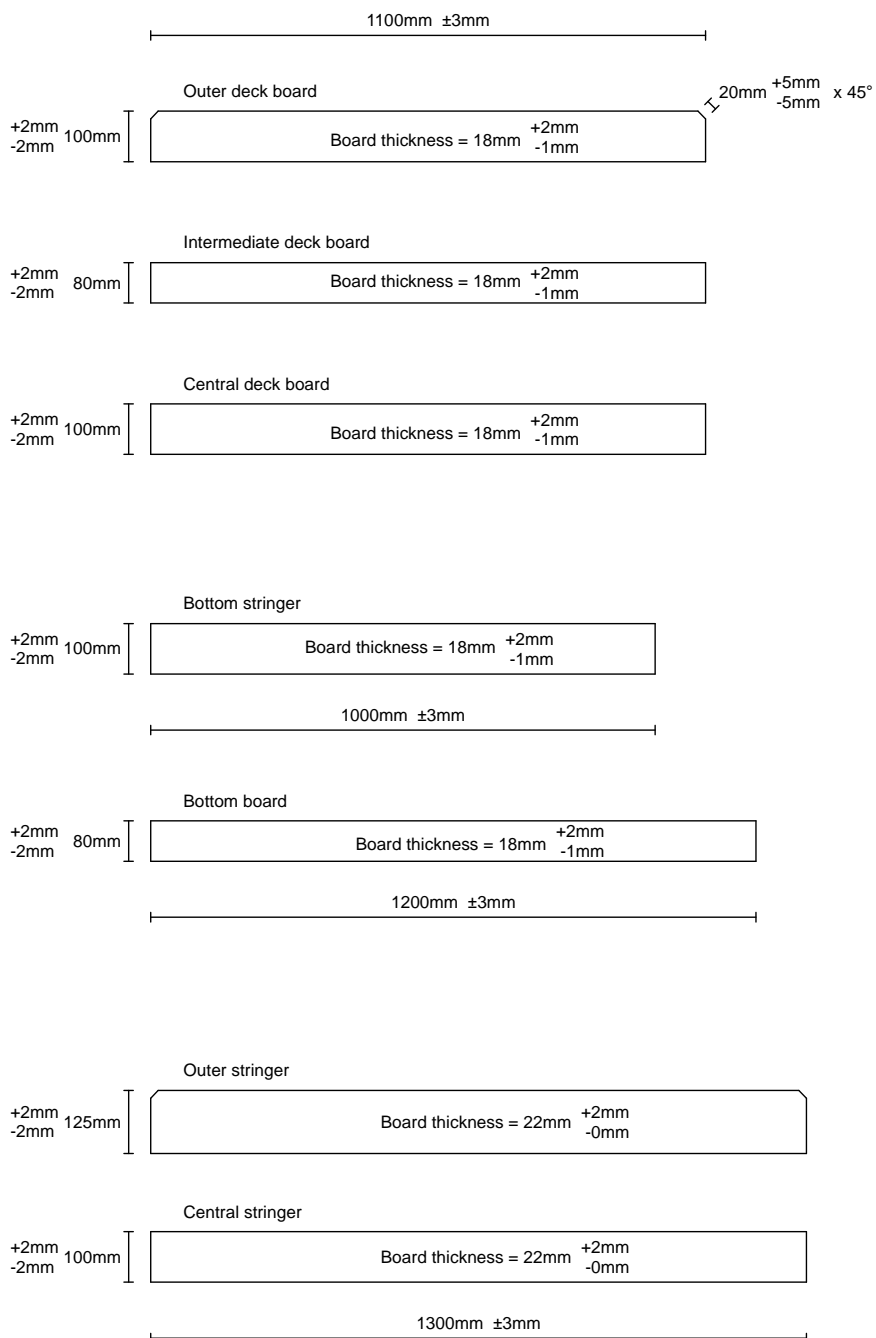 1100mm ±3mm
Outer deck board
20mm +5mm -5mm x 45°
+2mm -2mm 100mm
Board thickness = 18mm +2mm -1mm
Intermediate deck board
+2mm -2mm 80mm
Board thickness = 18mm +2mm -1mm
Central deck board
+2mm -2mm 100mm
Board thickness = 18mm +2mm -1mm
Bottom stringer
+2mm -2mm 100mm
Board thickness = 18mm +2mm -1mm
1000mm ±3mm
Bottom board
+2mm -2mm 80mm
Board thickness = 18mm +2mm -1mm
1200mm ±3mm
Outer stringer
+2mm -2mm 125mm
Board thickness = 22mm +2mm -0mm
Central stringer
+2mm -2mm 100mm
Board thickness = 22mm +2mm -0mm
1300mm ±3mm